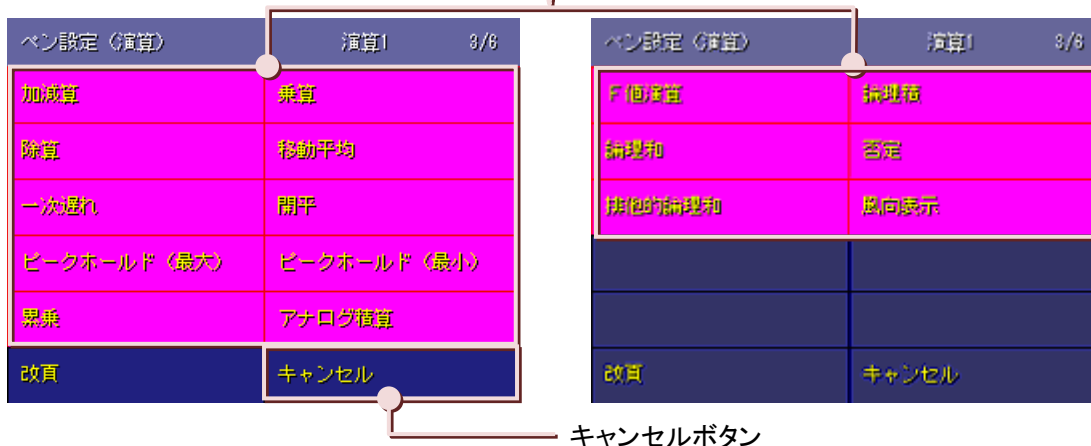 ペン設定（演算） 演算1 3/6
加減算 乗算
除算 移動平均
一次遅れ 開平
ピークホールド（最大） ピークホールド（最小）
累乗 アナログ積算
改頁 キャンセル
ペン設定（演算） 演算1 3/6
F値演算 論理積
論理和 否定
排他的論理和 風向表示
改頁 キャンセル
キャンセルボタン